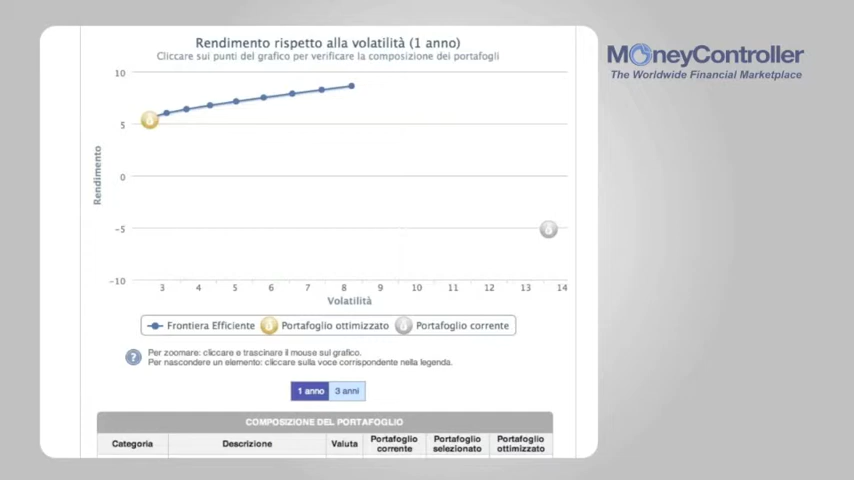 Rendimento rispetto alla volatilità (1 anno)
Cliccare sui punti del grafico per verificare la composizione dei portafogli
MoneyController
The Worldwide Financial Marketplace
10
5
0
-5
-10
Rendimento
3 4 5 6 7 8 9 10 11 12 13 14
Volatilità
Frontiera Efficiente Portafoglio ottimizzato Portafoglio corrente
? Per zoomare: cliccare e trascinare il mouse sul grafico.
Per nascondere un elemento: cliccare sulla voce corrispondente nella legenda.
1 anno 3 anni
COMPOSIZIONE DEL PORTAFOGLIO
Categoria Descrizione Valuta Portafoglio corrente Portafoglio selezionato Portafoglio ottimizzato